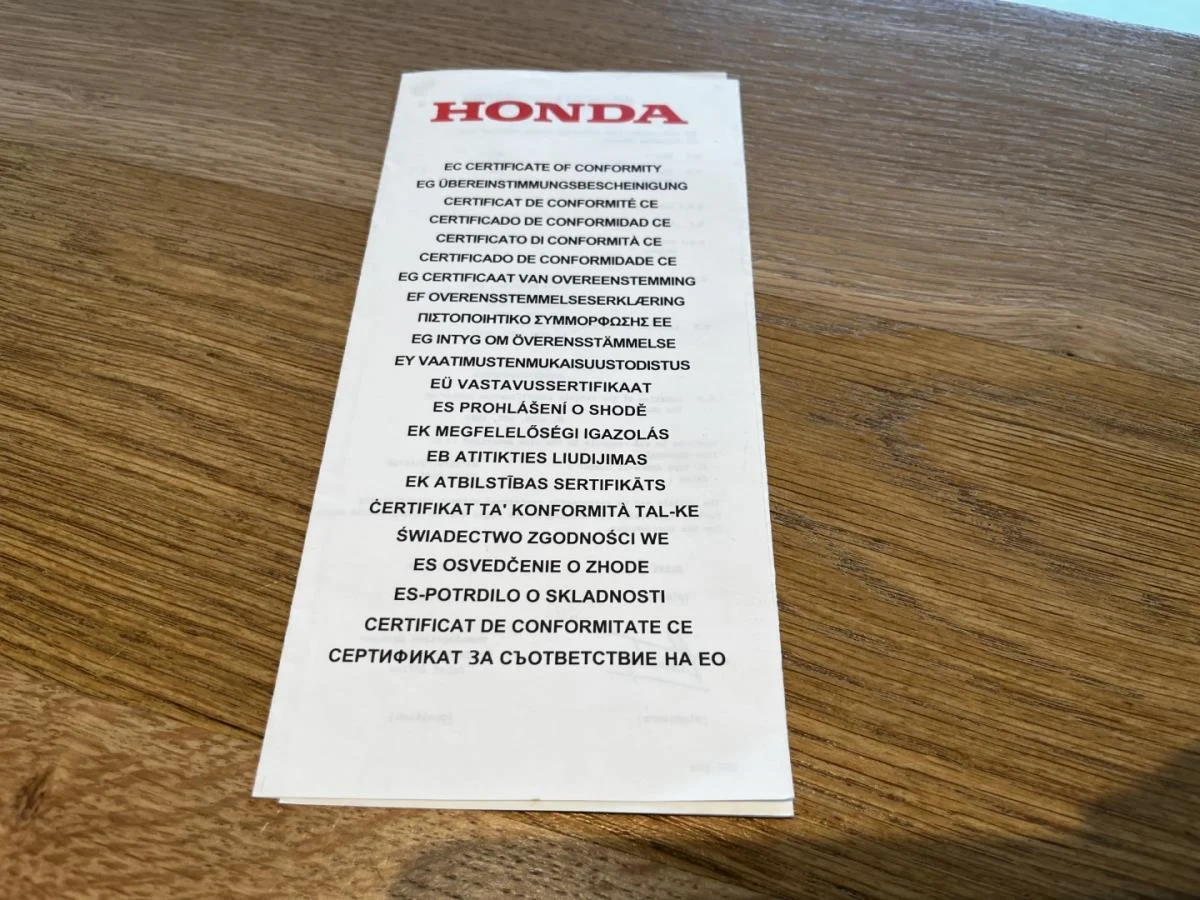 HONDA
EC CERTIFICATE OF CONFORMITY
EG ÜBEREINSTIMMUNGSBESCHEINIGUNG
CERTIFICAT DE CONFORMITÉ CE
CERTIFICADO DE CONFORMIDAD CE
CERTIFICATO DI CONFORMITÀ CE
CERTIFICADO DE CONFORMIDADE CE
EG CERTIFICAAT VAN OVEREENSTEMMING
EF OVERENSSTEMMELSESERKLÆRING
ΠΙΣΤΟΠΟΙΗΤΙΚΟ ΣΥΜΜΟΡΦΩΣΗΣ ΕΕ
EG INTYG OM ÖVERENSSTÄMMELSE
EY VAATIMUSTENMUKAISUUSTODISTUS
EÜ VASTAVUSSERTIFIKAAT
ES PROHLÁŠENÍ O SHODĚ
EK MEGFELELŐSÉGI IGAZOLÁS
EB ATITIKTIES LIUDIJIMAS
EK ATBILSTĪBAS SERTIFIKĀTS
ĊERTIFIKAT TA' KONFORMITÀ TAL-KE
ŚWIADECTWO ZGODNOŚCI WE
ES OSVEDČENIE O ZHODE
ES-POTRDILO O SKLADNOSTI
CERTIFICAT DE CONFORMITATE CE
СЕРТИФИКАТ ЗА СЪОТВЕТСТВИЕ НА ЕО